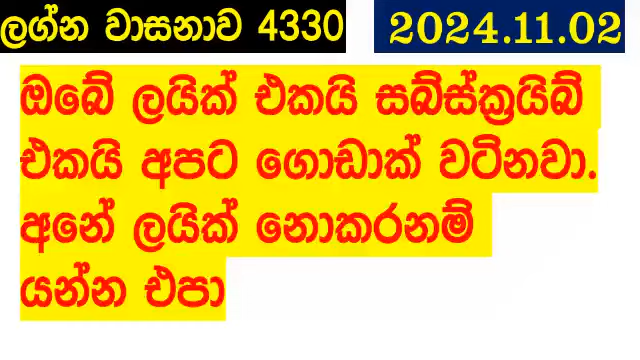 ලග්න වාසනාව 4330 2024.11.02
ඔබේ ලයික් එකයි සබ්ස්ක්‍රයිබ්
එකයි අපට ගොඩාක් වටිනවා.
අනේ ලයික් නොකරනම්
යන්න එපා